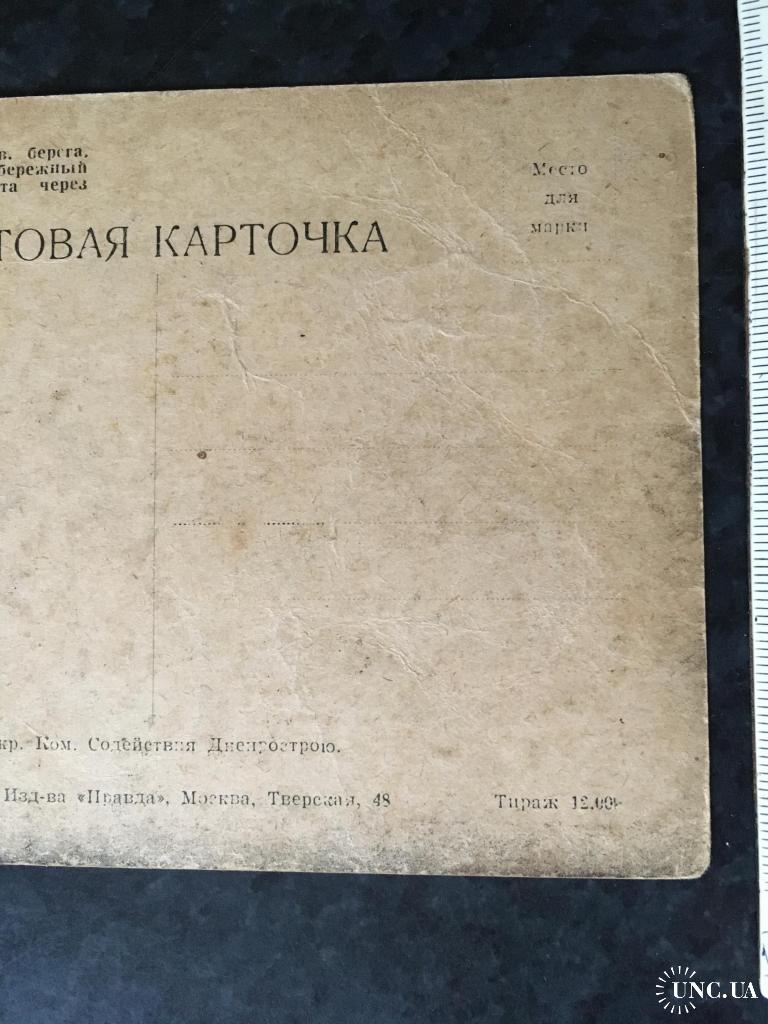 в. берега.
бережный
та через
Место
для
марки
ТОВАЯ КАРТОЧКА
кр. Ком. Содействия Днепрострою.
Изд-ва «Правда», Москва, Тверская, 48
Тираж 12.000
UNC.UA